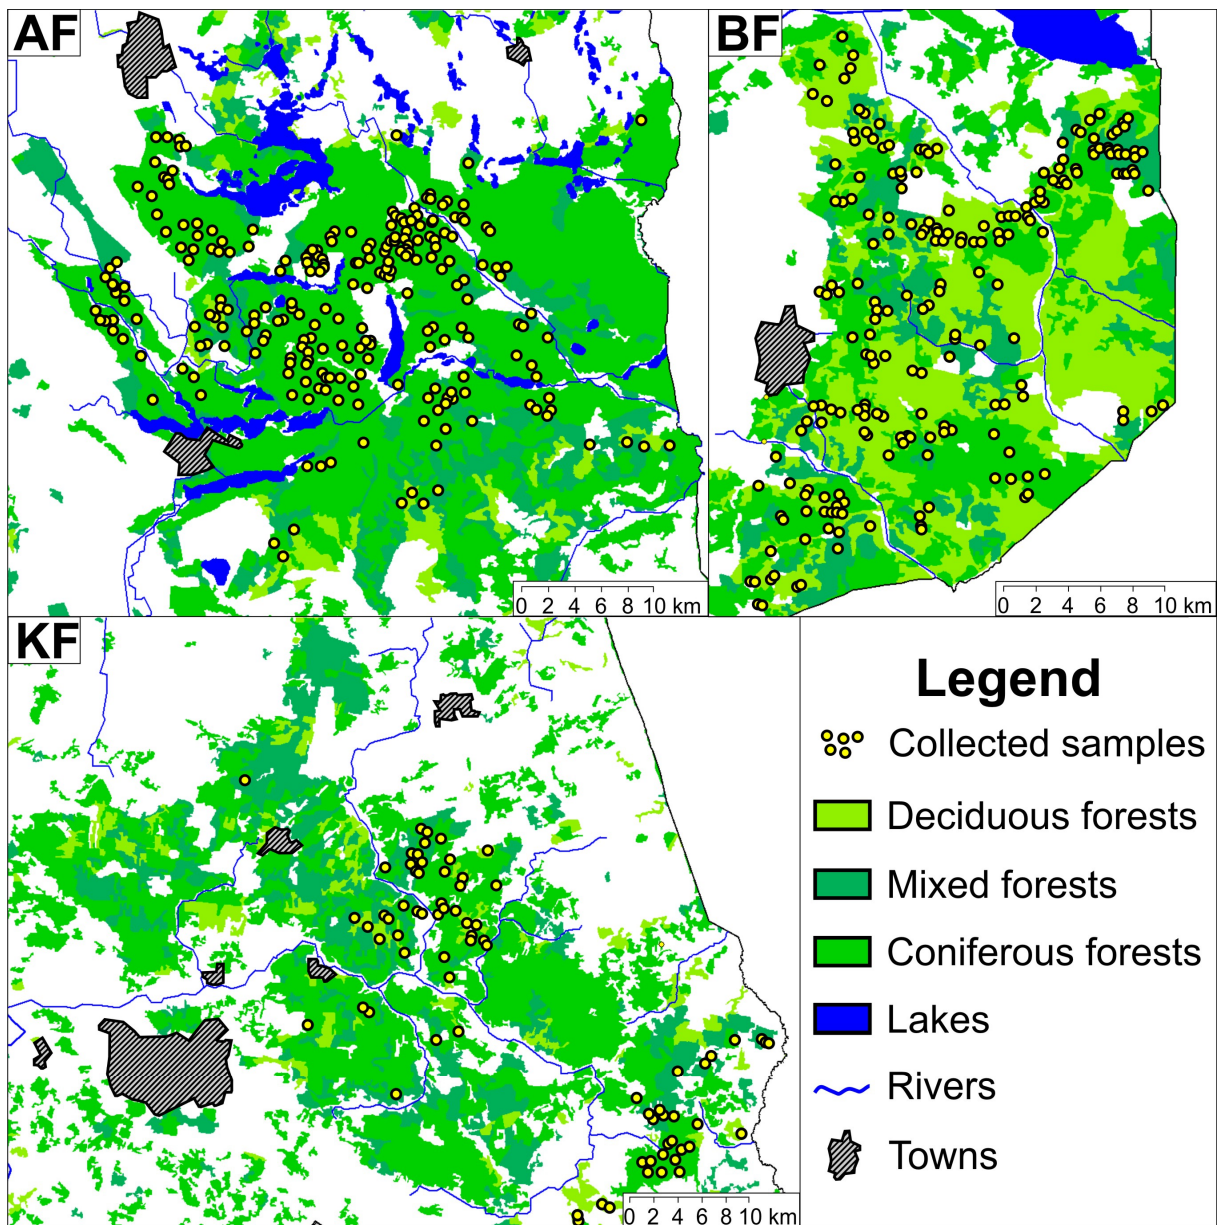 AF
BF
0 2 4 6 8 10 km
0 2 4 6 8 10 km
KF
Legend
Collected samples
Deciduous forests
Mixed forests
Coniferous forests
Lakes
Rivers
Towns
0 2 4 6 8 10 km